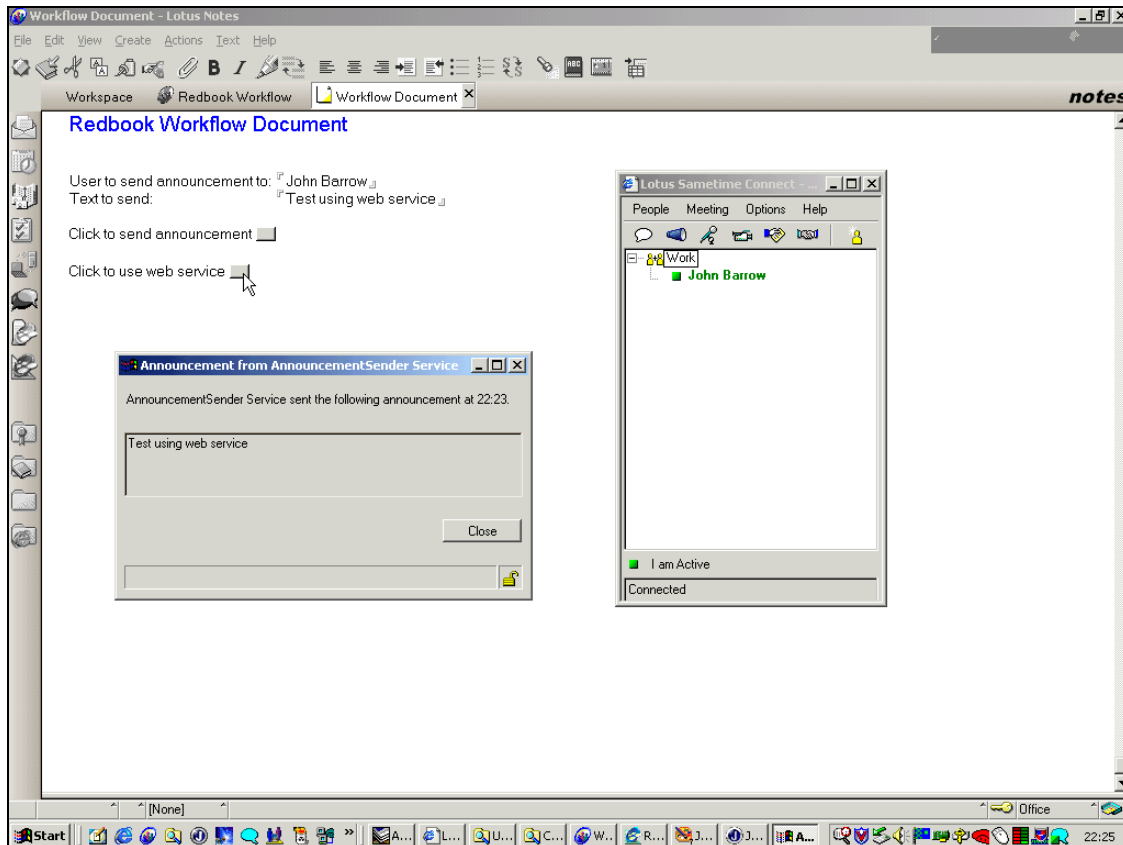 Workflow Document - Lotus Notes
File Edit View Create Actions Text Help
B I ABC
Workspace Redbook Workflow Workflow Document notes
Redbook Workflow Document
User to send announcement to: John Barrow
Text to send: Test using web service
Click to send announcement
Click to use web service
Lotus Sametime Connect - ...
People Meeting Options Help
Work
John Barrow
I am Active
Connected
Announcement from AnnouncementSender Service
AnnouncementSender Service sent the following announcement at 22:23.
Test using web service
Close
[None] Office
Start » A... L... U... C... W... R... J... J... A... 22:25